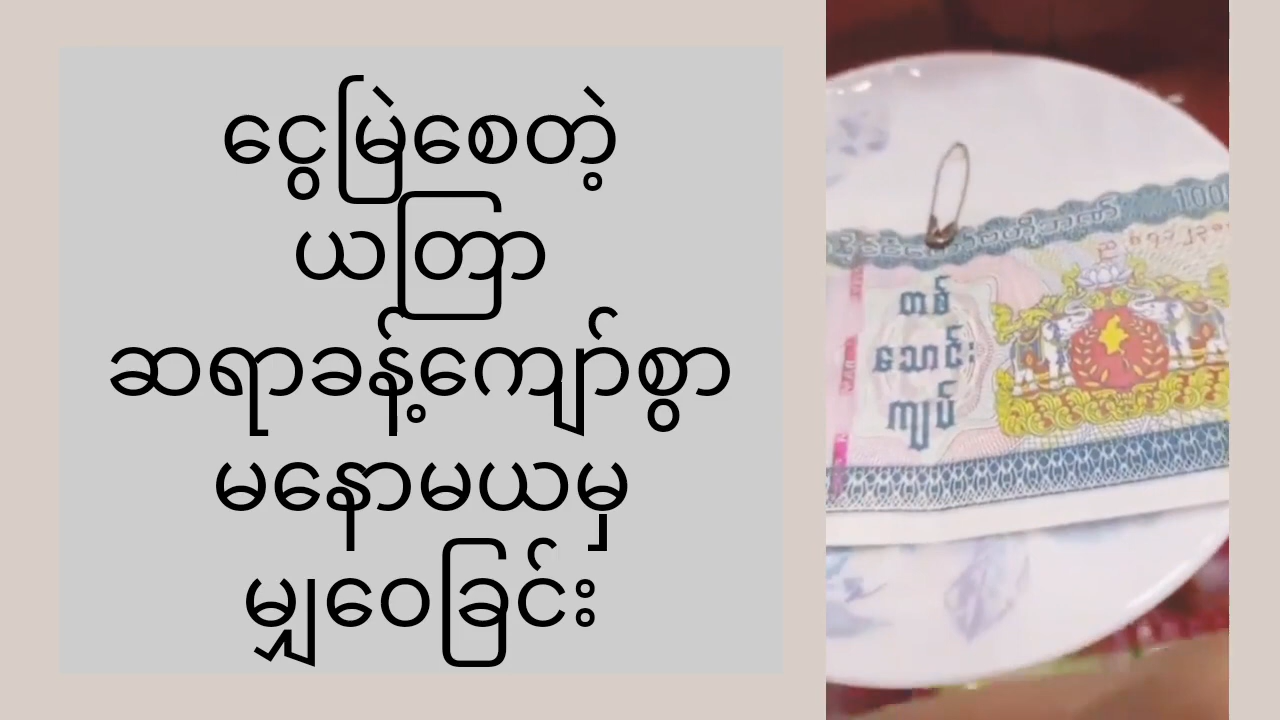 ငွေမြဲစေတဲ့
ယတြာ
ဆရာခန့်ကျော်စွာ
မနောမယမှ
မျှဝေခြင်း
တစ်
သောင်း
ကျပ်